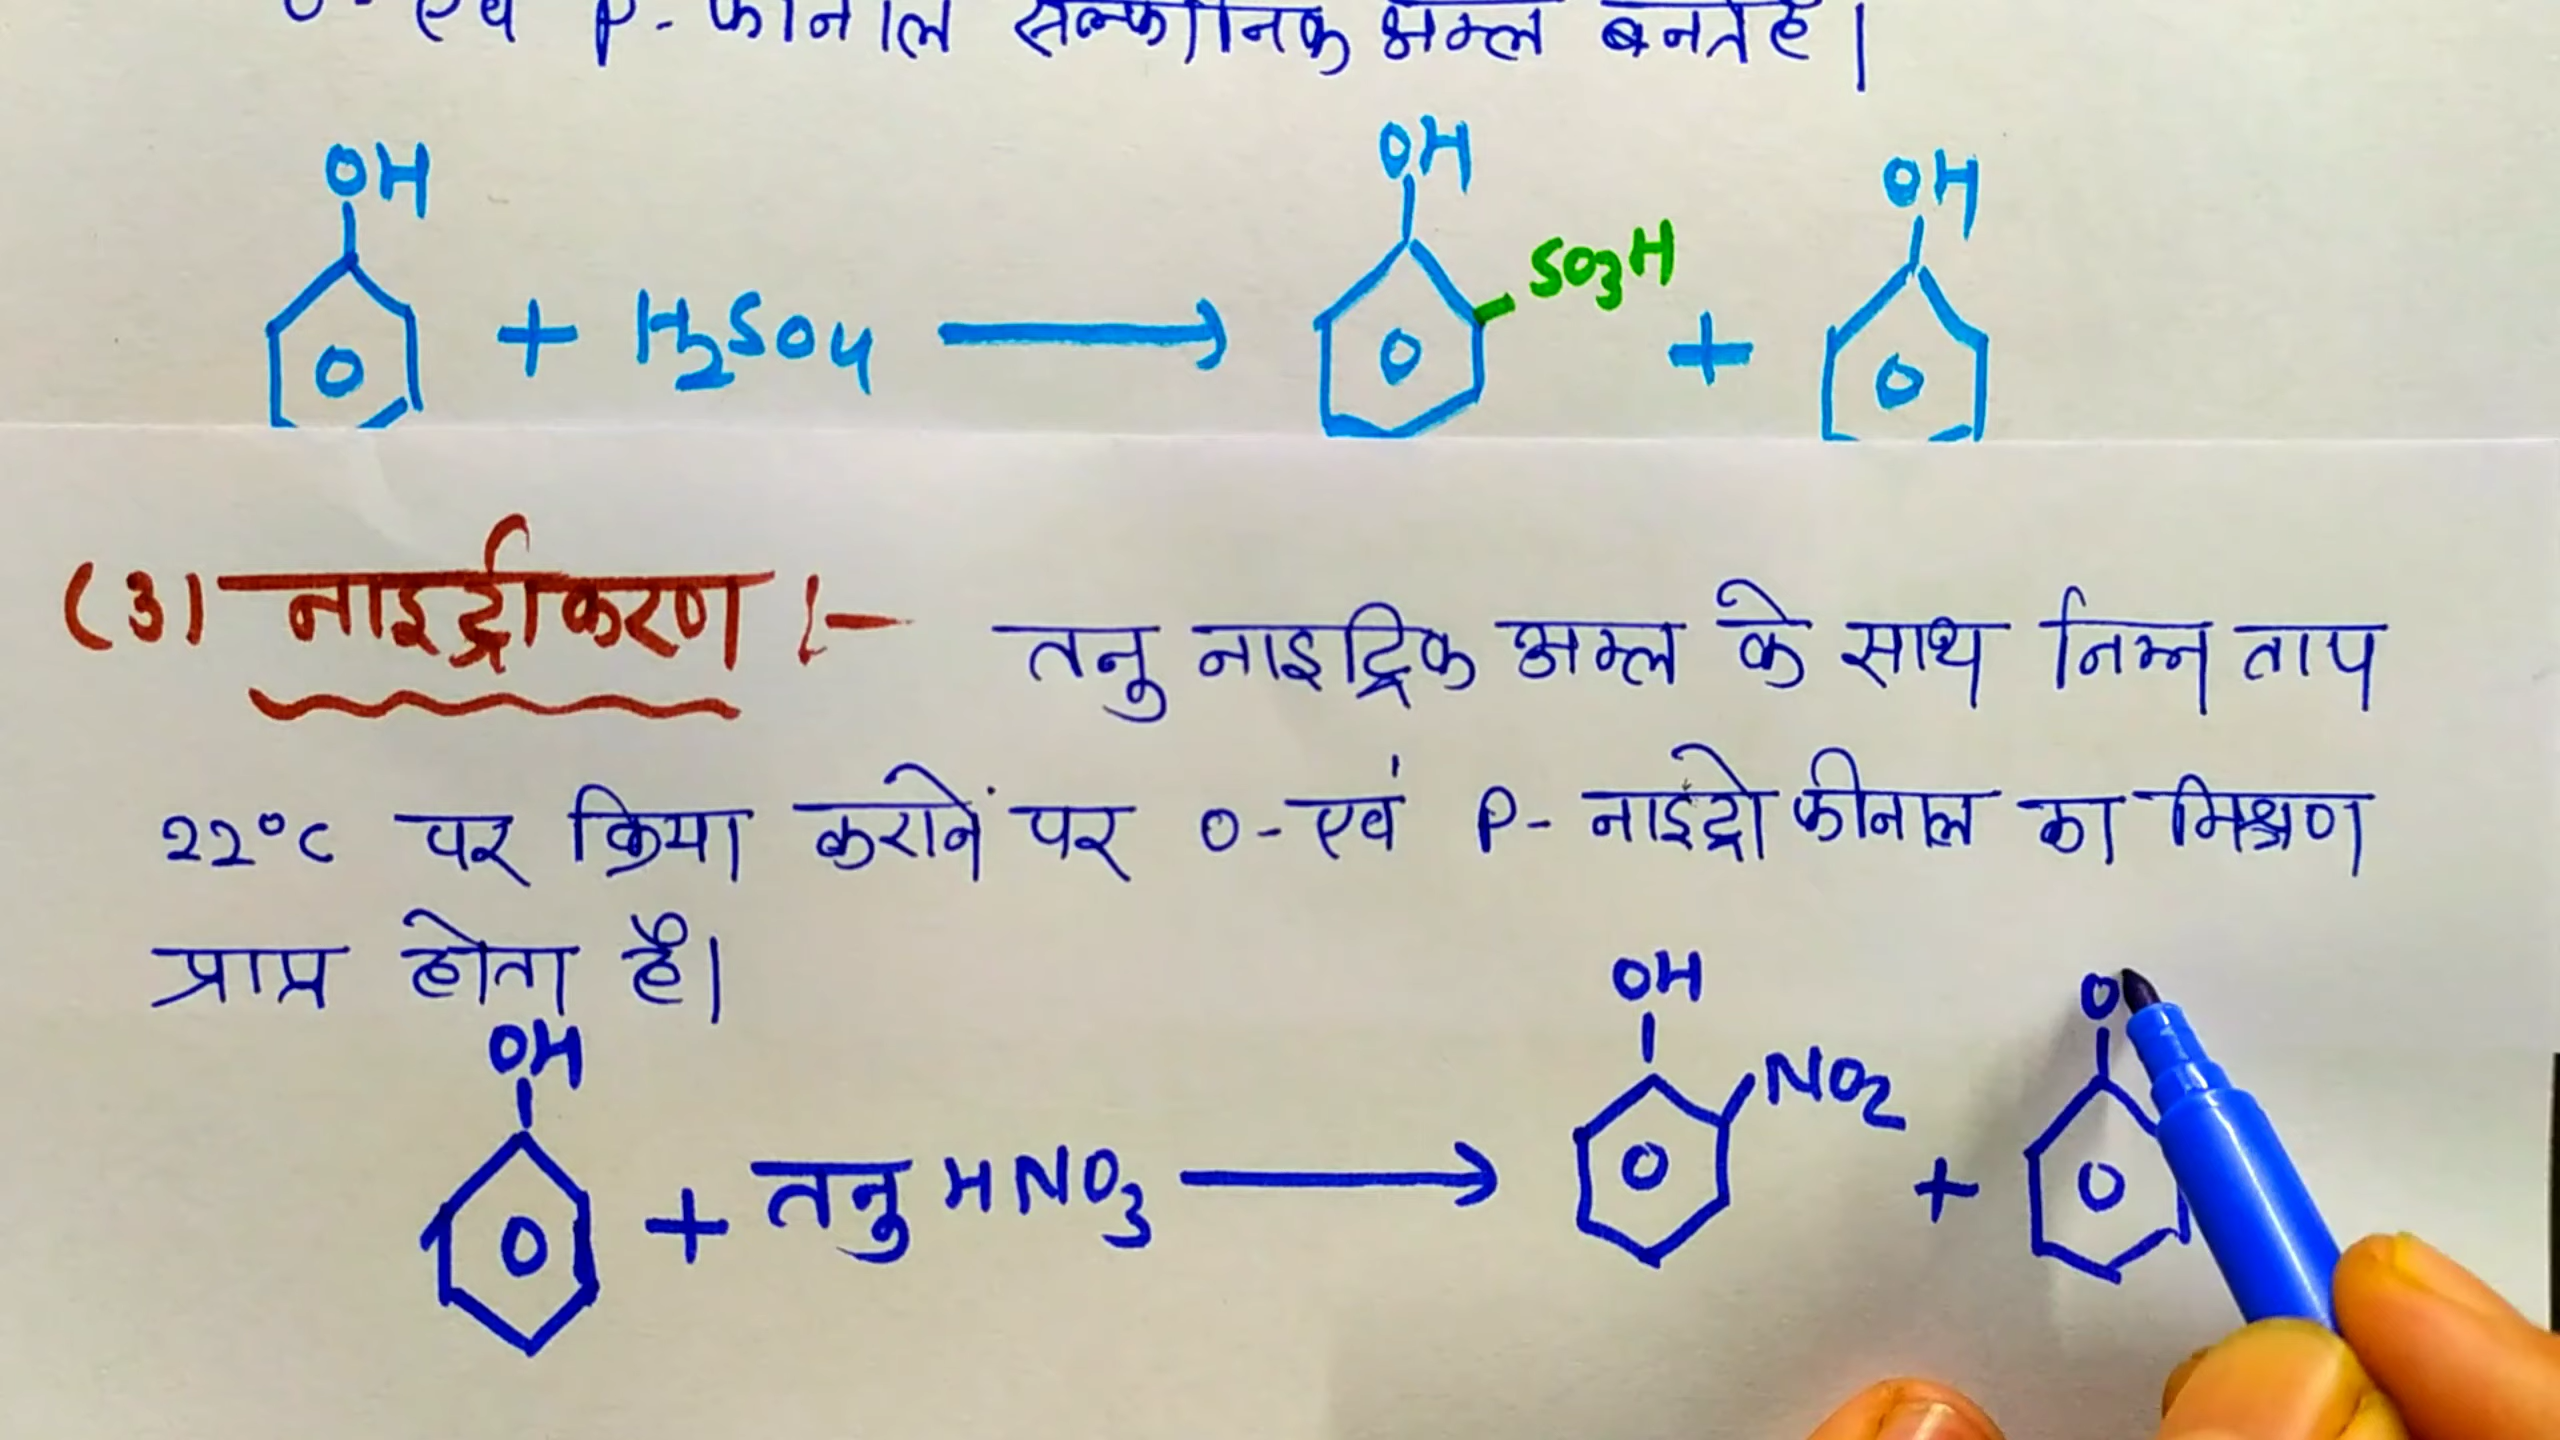 o- एवं p- फीनाल सल्फोनिक अम्ल बनते है।
OH OH OH
SO3H
+ H2SO4 ⟶ +
(3) नाइट्रीकरण :- तनु नाइट्रिक अम्ल के साथ निम्न ताप
22°C पर क्रिया कराने पर o-एवं P- नाइट्रो फीनाल का मिश्रण
प्राप्त होता है।
OH OH O
NO2
+ तनु HNO3 ⟶ +